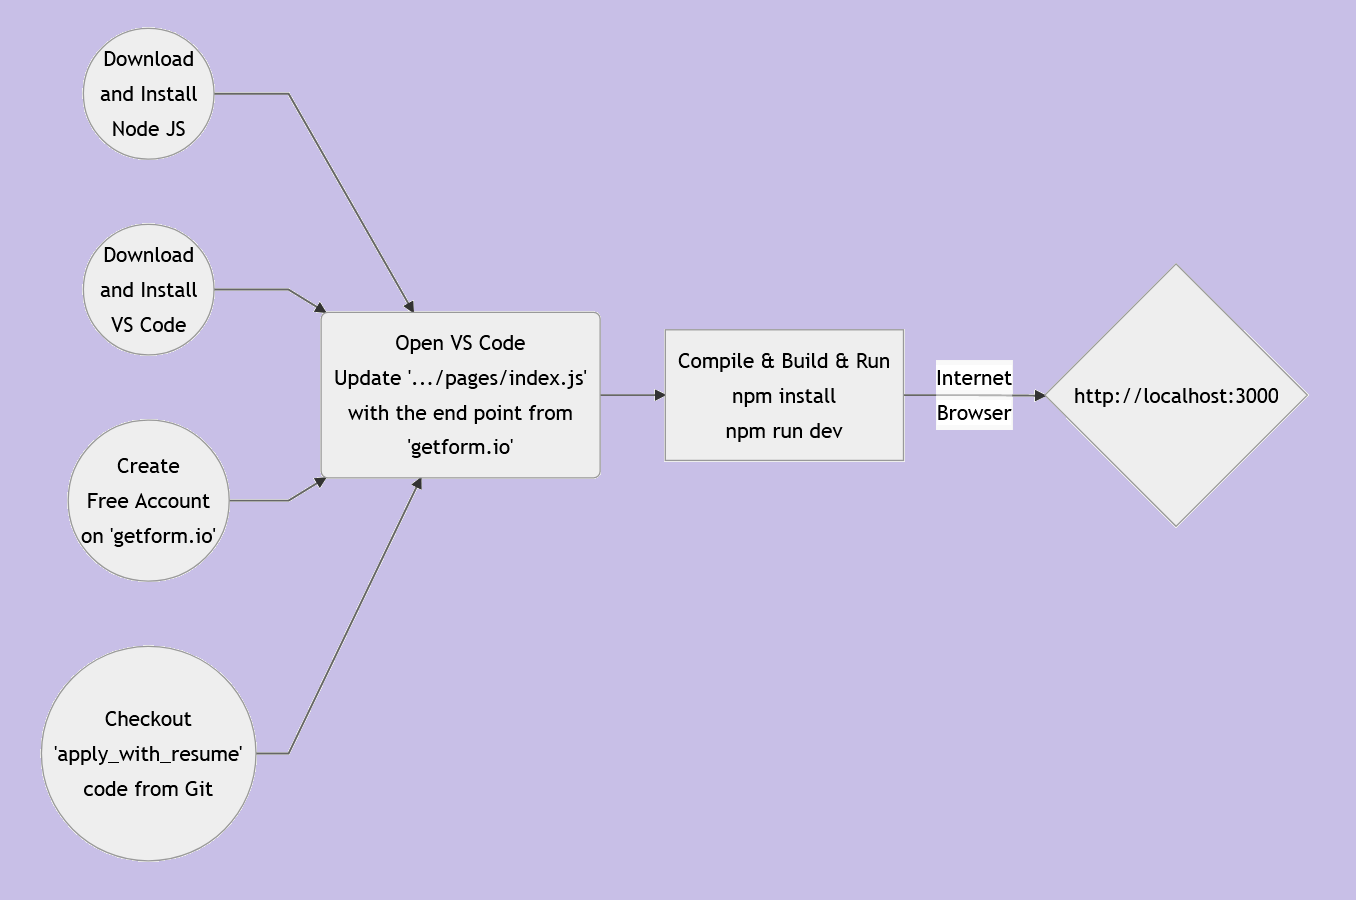 Download
and Install
Node JS
Download
and Install
VS Code
Create
Free Account
on 'getform.io'
Checkout
'apply_with_resume'
code from Git
Open VS Code
Update '.../pages/index.js'
with the end point from
'getform.io'
Compile & Build & Run
npm install
npm run dev
Internet
Browser
http://localhost:3000